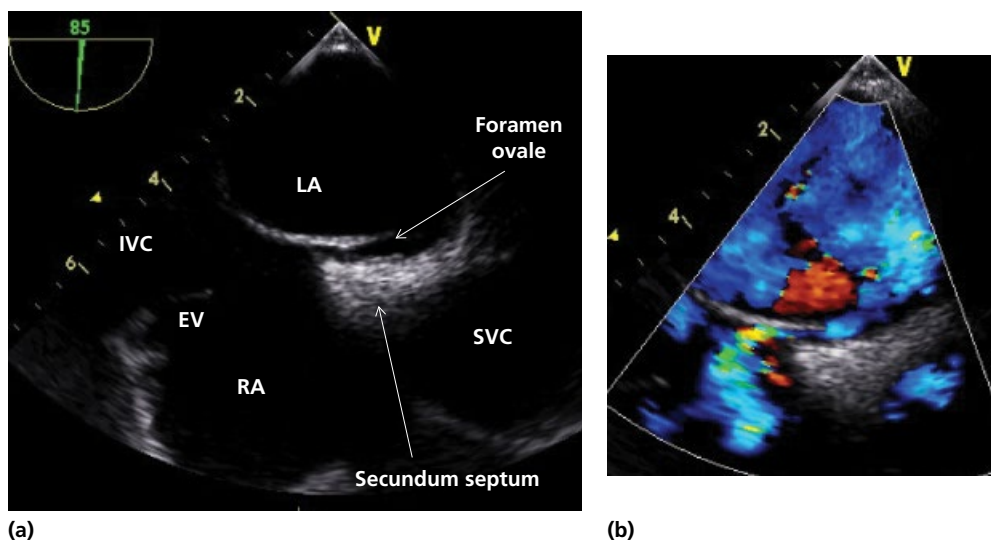 85
V
2
Foramen
ovale
LA
4
IVC
6
EV
SVC
RA
Secundum septum
(a)
V
2
4
(b)